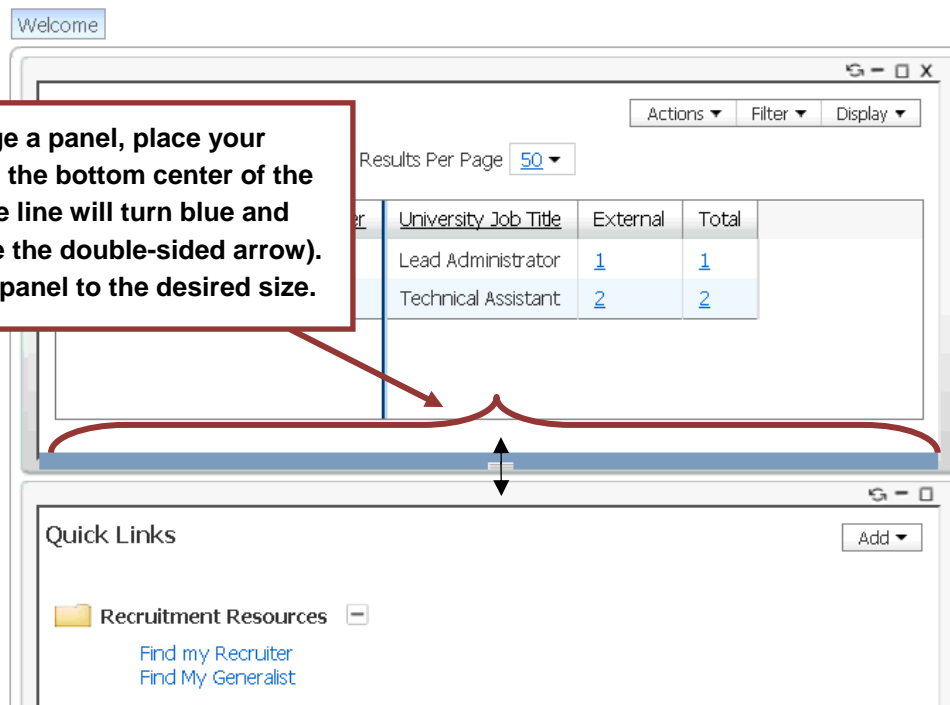 Welcome
X
Actions Filter Display
ge a panel, place your
the bottom center of the
e line will turn blue and
e the double-sided arrow).
panel to the desired size.
Results Per Page 50
University Job Title External Total
Lead Administrator 1 1
Technical Assistant 2 2
Quick Links
Add
Recruitment Resources
Find my Recruiter
Find My Generalist